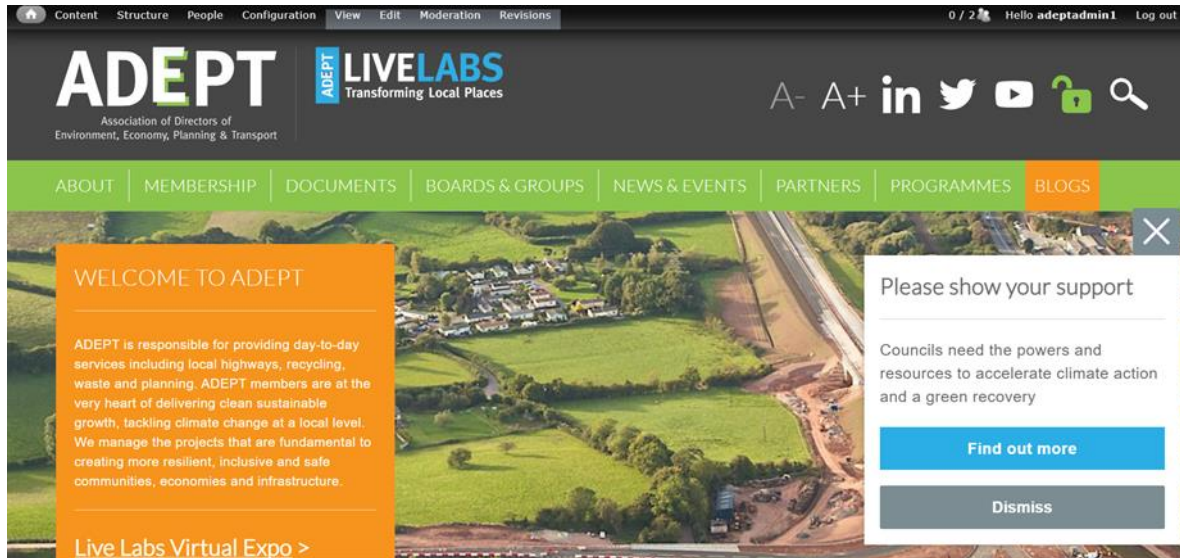 Content Structure People Configuration View Edit Moderation Revisions 0 / 2 Hello adeptadmin1 Log out
ADEPT
Association of Directors of
Environment, Economy, Planning & Transport
ADEPT
LIVELABS
Transforming Local Places
A- A+ in
ABOUT MEMBERSHIP DOCUMENTS BOARDS & GROUPS NEWS & EVENTS PARTNERS PROGRAMMES BLOGS
WELCOME TO ADEPT
ADEPT is responsible for providing day-to-day
services including local highways, recycling,
waste and planning. ADEPT members are at the
very heart of delivering clean sustainable
growth, tackling climate change at a local level.
We manage the projects that are fundamental to
creating more resilient, inclusive and safe
communities, economies and infrastructure.
Live Labs Virtual Expo >
Please show your support
Councils need the powers and
resources to accelerate climate action
and a green recovery
Find out more
Dismiss